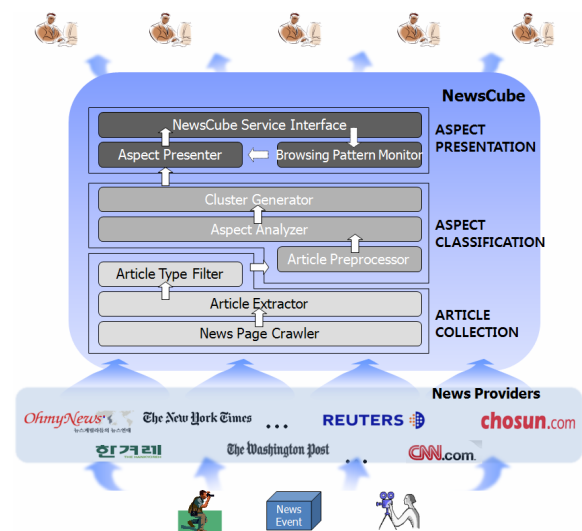 NewsCube
NewsCube Service Interface
ASPECT
PRESENTATION
Aspect Presenter
Browsing Pattern Monitor
Cluster Generator
Aspect Analyzer
ASPECT
CLASSIFICATION
Article Preprocessor
Article Type Filter
Article Extractor
ARTICLE
COLLECTION
News Page Crawler
News Providers
OhmyNews
The New York Times
...
REUTERS
chosun.com
한겨레
The Washington Post
..
CNN.com
News
Event